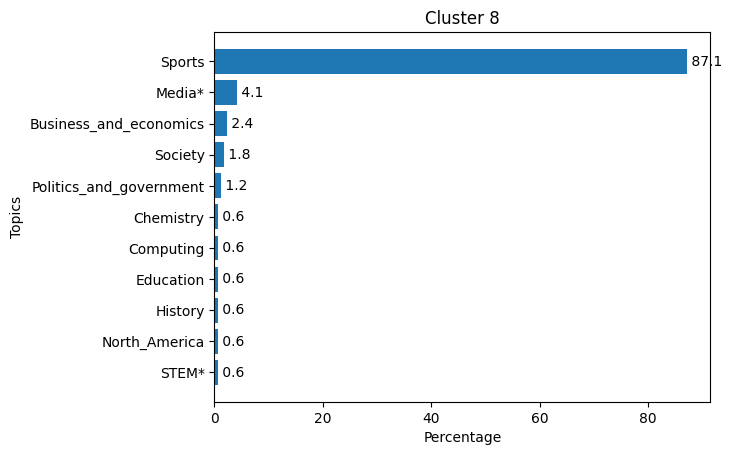 Cluster 8
Topics
Sports 87.1
Media* 4.1
Business_and_economics 2.4
Society 1.8
Politics_and_government 1.2
Chemistry 0.6
Computing 0.6
Education 0.6
History 0.6
North_America 0.6
STEM* 0.6
0 20 40 60 80
Percentage